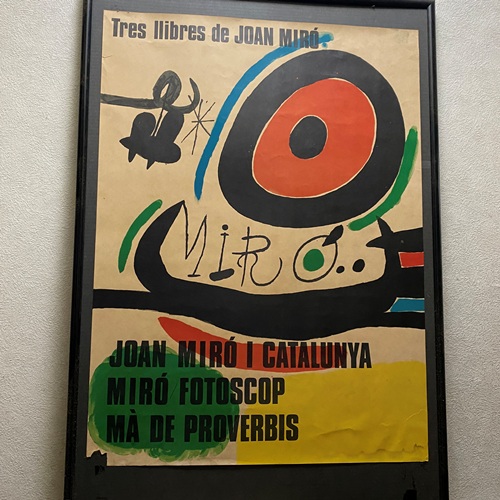 Tres llibres de JOAN MIRÓ.
MIRÓ..
JOAN MIRÓ I CATALUNYA
MIRÓ FOTOSCOP
MÀ DE PROVERBIS